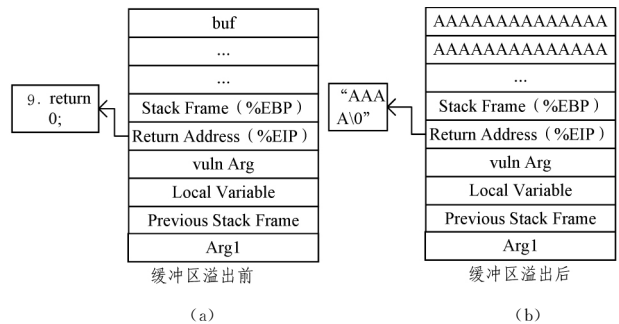 buf
...
...
9. return
0;
Stack Frame（%EBP）
Return Address（%EIP）
vuln Arg
Local Variable
Previous Stack Frame
Arg1
缓冲区溢出前
（a）
AAAAAAAAAAAAAA
AAAAAAAAAAAAAA
...
“AAA
A\0”
Stack Frame（%EBP）
Return Address（%EIP）
vuln Arg
Local Variable
Previous Stack Frame
Arg1
缓冲区溢出后
（b）